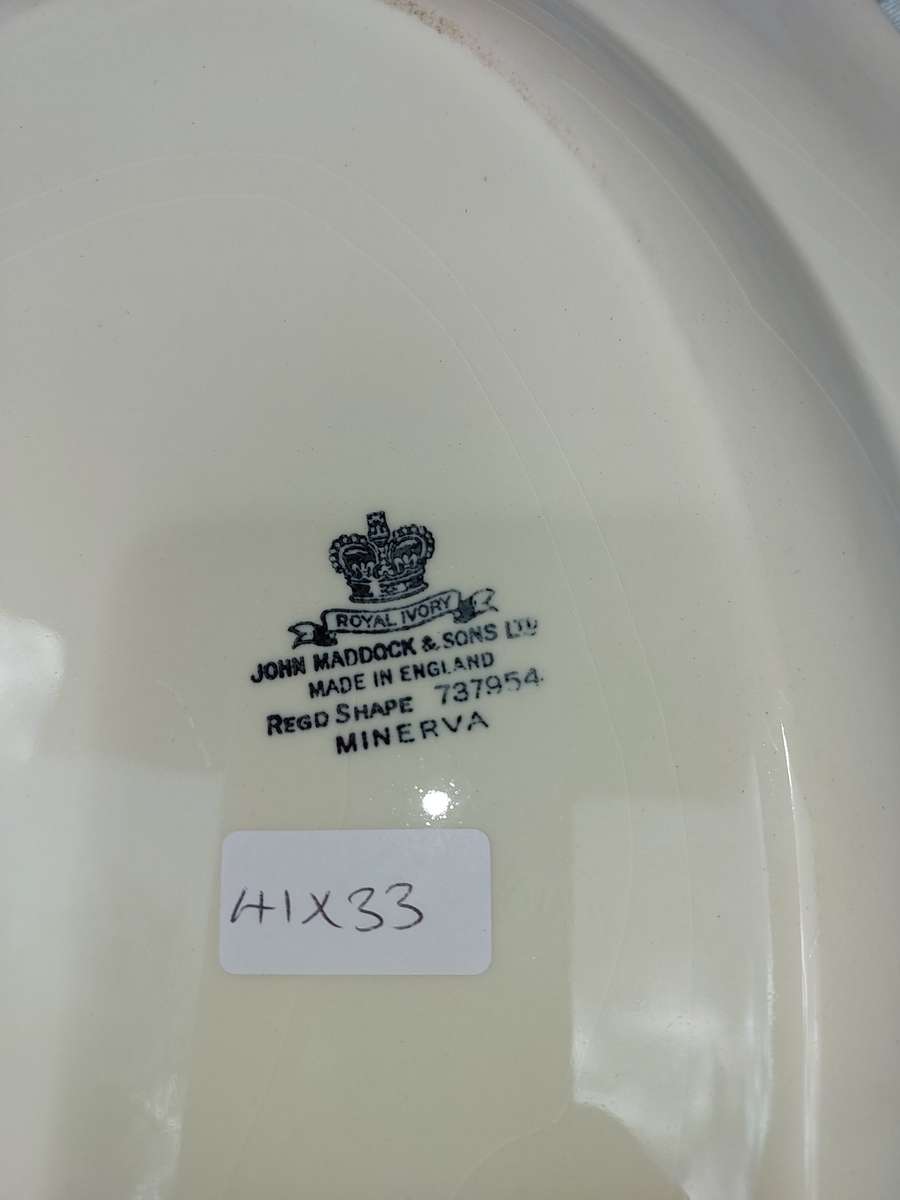 ROYAL IVORY
JOHN MADDOCK & SONS LTD
MADE IN ENGLAND
REGD SHAPE 737954
MINERVA
41X33